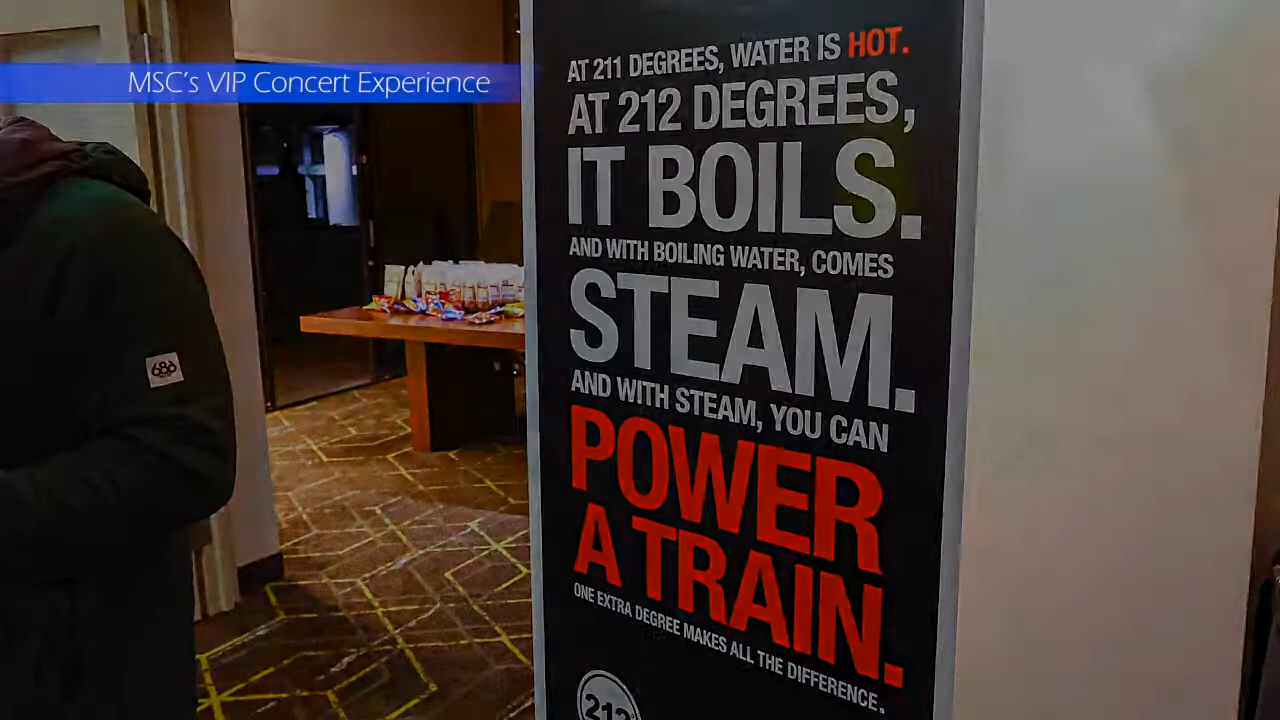 MSC's VIP Concert Experience
AT 211 DEGREES, WATER IS HOT.
AT 212 DEGREES,
IT BOILS.
AND WITH BOILING WATER, COMES
STEAM.
AND WITH STEAM, YOU CAN
POWER
A TRAIN.
ONE EXTRA DEGREE MAKES ALL THE DIFFERENCE.
212
686